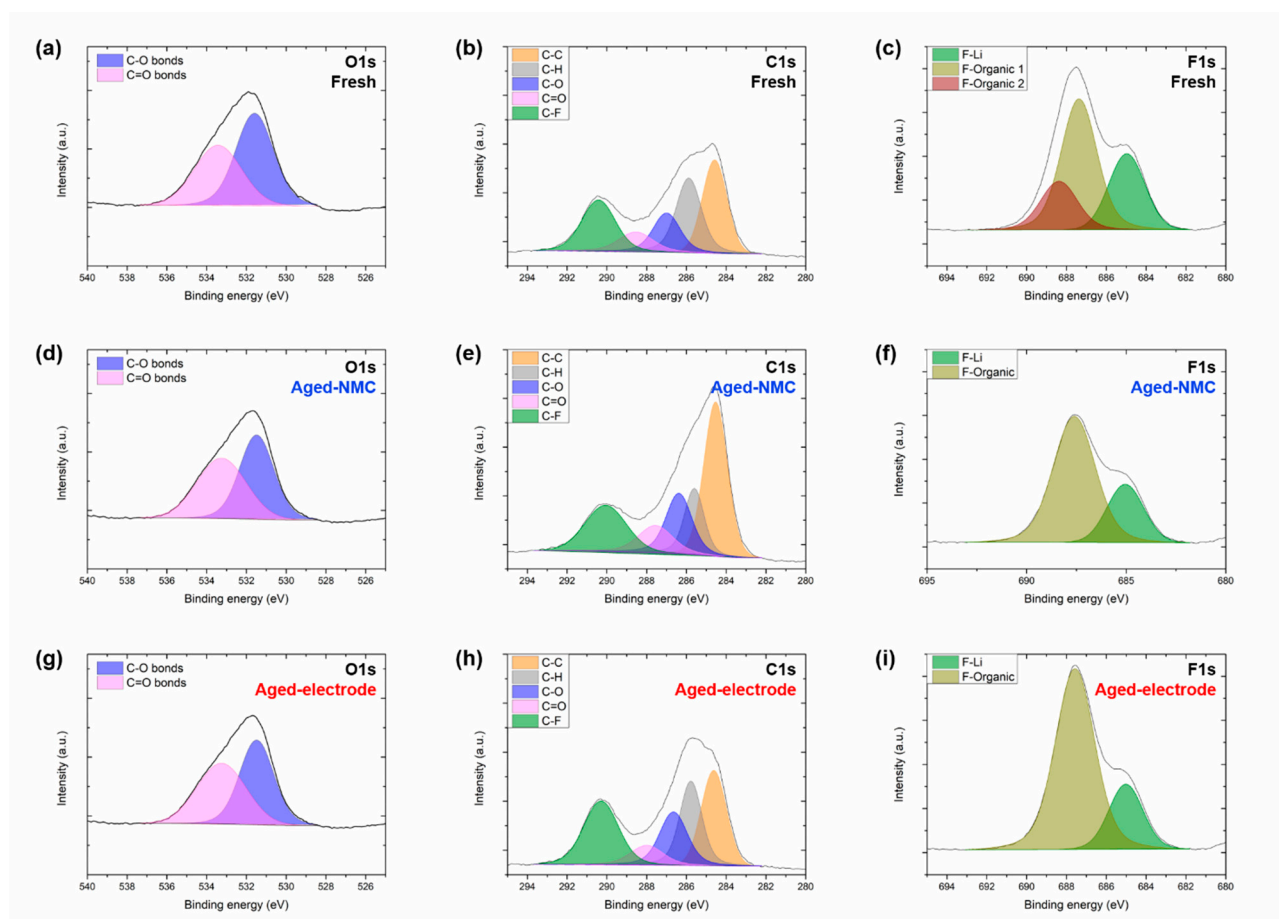 (a)
C-O bonds
C=O bonds
O1s
Fresh
Intensity (a.u.)
540 538 536 534 532 530 528 526
Binding energy (eV)
(b)
C-C
C-H
C-O
C=O
C-F
C1s
Fresh
Intensity (a.u.)
294 292 290 288 286 284 282 280
Binding energy (eV)
(c)
F-Li
F-Organic 1
F-Organic 2
F1s
Fresh
Intensity (a.u.)
694 692 690 688 686 684 682 680
Binding energy (eV)
(d)
C-O bonds
C=O bonds
O1s
Aged-NMC
Intensity (a.u.)
540 538 536 534 532 530 528 526
Binding energy (eV)
(e)
C-C
C-H
C-O
C=O
C-F
C1s
Aged-NMC
Intensity (a.u.)
294 292 290 288 286 284 282 280
Binding energy (eV)
(f)
F-Li
F-Organic
F1s
Aged-NMC
Intensity (a.u.)
695 690 685 680
Binding energy (eV)
(g)
C-O bonds
C=O bonds
O1s
Aged-electrode
Intensity (a.u.)
540 538 536 534 532 530 528 526
Binding energy (eV)
(h)
C-C
C-H
C-O
C=O
C-F
C1s
Aged-electrode
Intensity (a.u.)
294 292 290 288 286 284 282 280
Binding energy (eV)
(i)
F-Li
F-Organic
F1s
Aged-electrode
Intensity (a.u.)
694 692 690 688 686 684 682 680
Binding energy (eV)